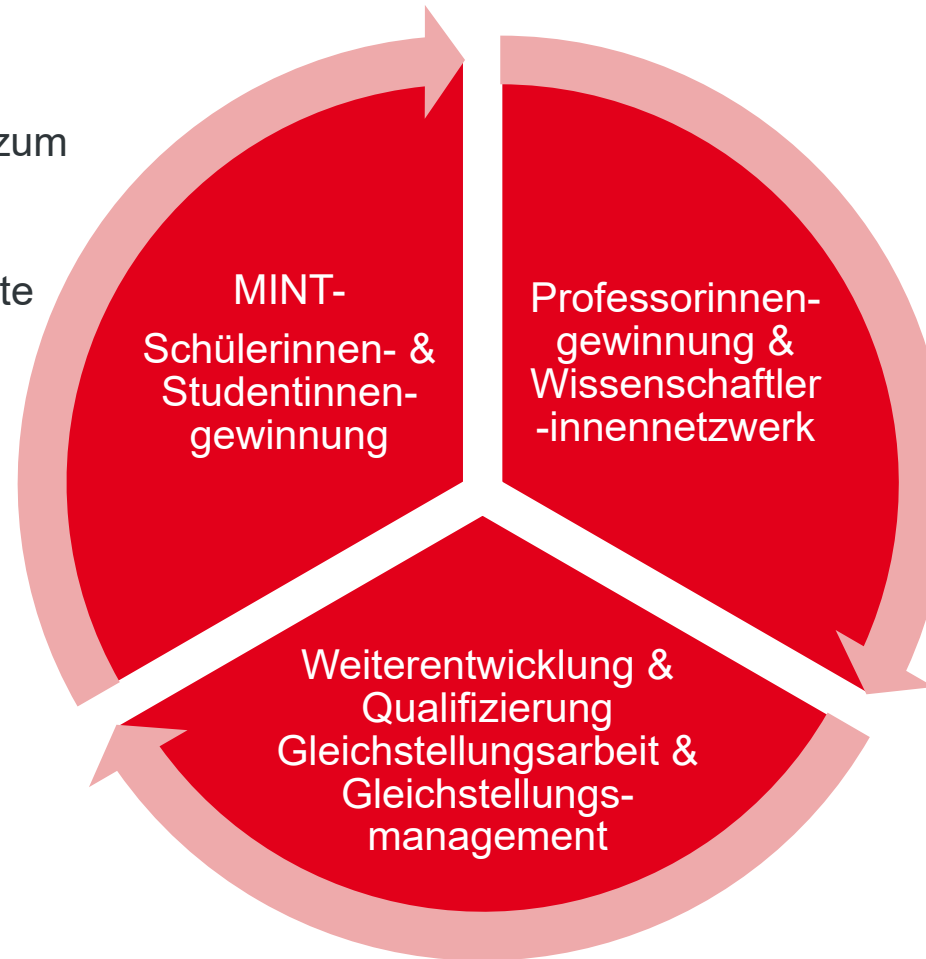 zum
te
MINT-
Schülerinnen- &
Studentinnen-
gewinnung
Professorinnen-
gewinnung &
Wissenschaftler
-innennetzwerk
Weiterentwicklung &
Qualifizierung
Gleichstellungsarbeit &
Gleichstellungs-
management